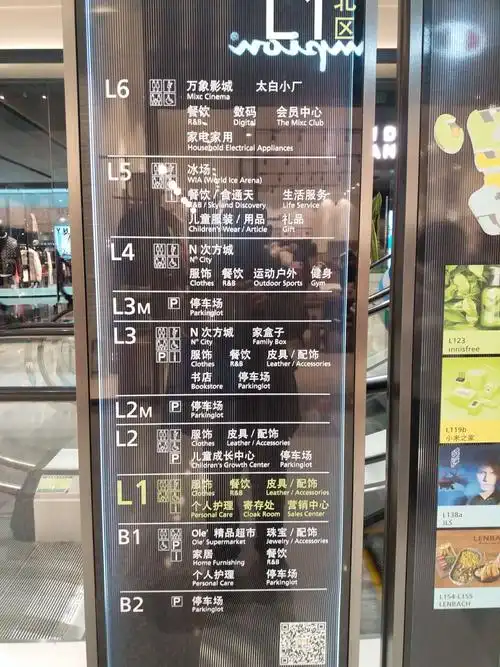 L1 北区
L6 万象影城 太白小厂
Mixc Cinema
餐饮 数码 会员中心
R&B Digital The Mixc Club
家电家用
Household Electrical Appliances
L5 冰场
WIA (World Ice Arena)
餐饮 / 食通天 生活服务
R&B / Skyland Discovery Life Service
儿童服装 / 用品 礼品
Children's Wear / Article Gift
L4 N 次方城
Nⁿ City
服饰 餐饮 运动户外 健身
Clothes R&B Outdoor Sports Gym
L3M P 停车场
Parkinglot
L3 N 次方城 家盒子
Nⁿ City Family Box
P 服饰 餐饮 皮具 / 配饰
Clothes R&B Leather / Accessories
书店 停车场
Bookstore Parkinglot
L2M P 停车场
Parkinglot
L2 服饰 皮具 / 配饰
Clothes Leather / Accessories
P 儿童成长中心 停车场
Children's Growth Center Parkinglot
L1 服饰 餐饮 皮具 / 配饰
Clothes R&B Leather / Accessories
个人护理 寄存处 营销中心
Personal Care Cloak Room Sales Center
B1 Ole' 精品超市 珠宝 / 配饰
Ole' Supermarket Jewelry / Accessories
P 家居 餐饮
Home Furnishing R&B
个人护理 停车场
Personal Care Parkinglot
B2 P 停车场
Parkinglot
L123
innisfree
L119b
小米之家
L138a
JLS
L154-L155
LENBACH